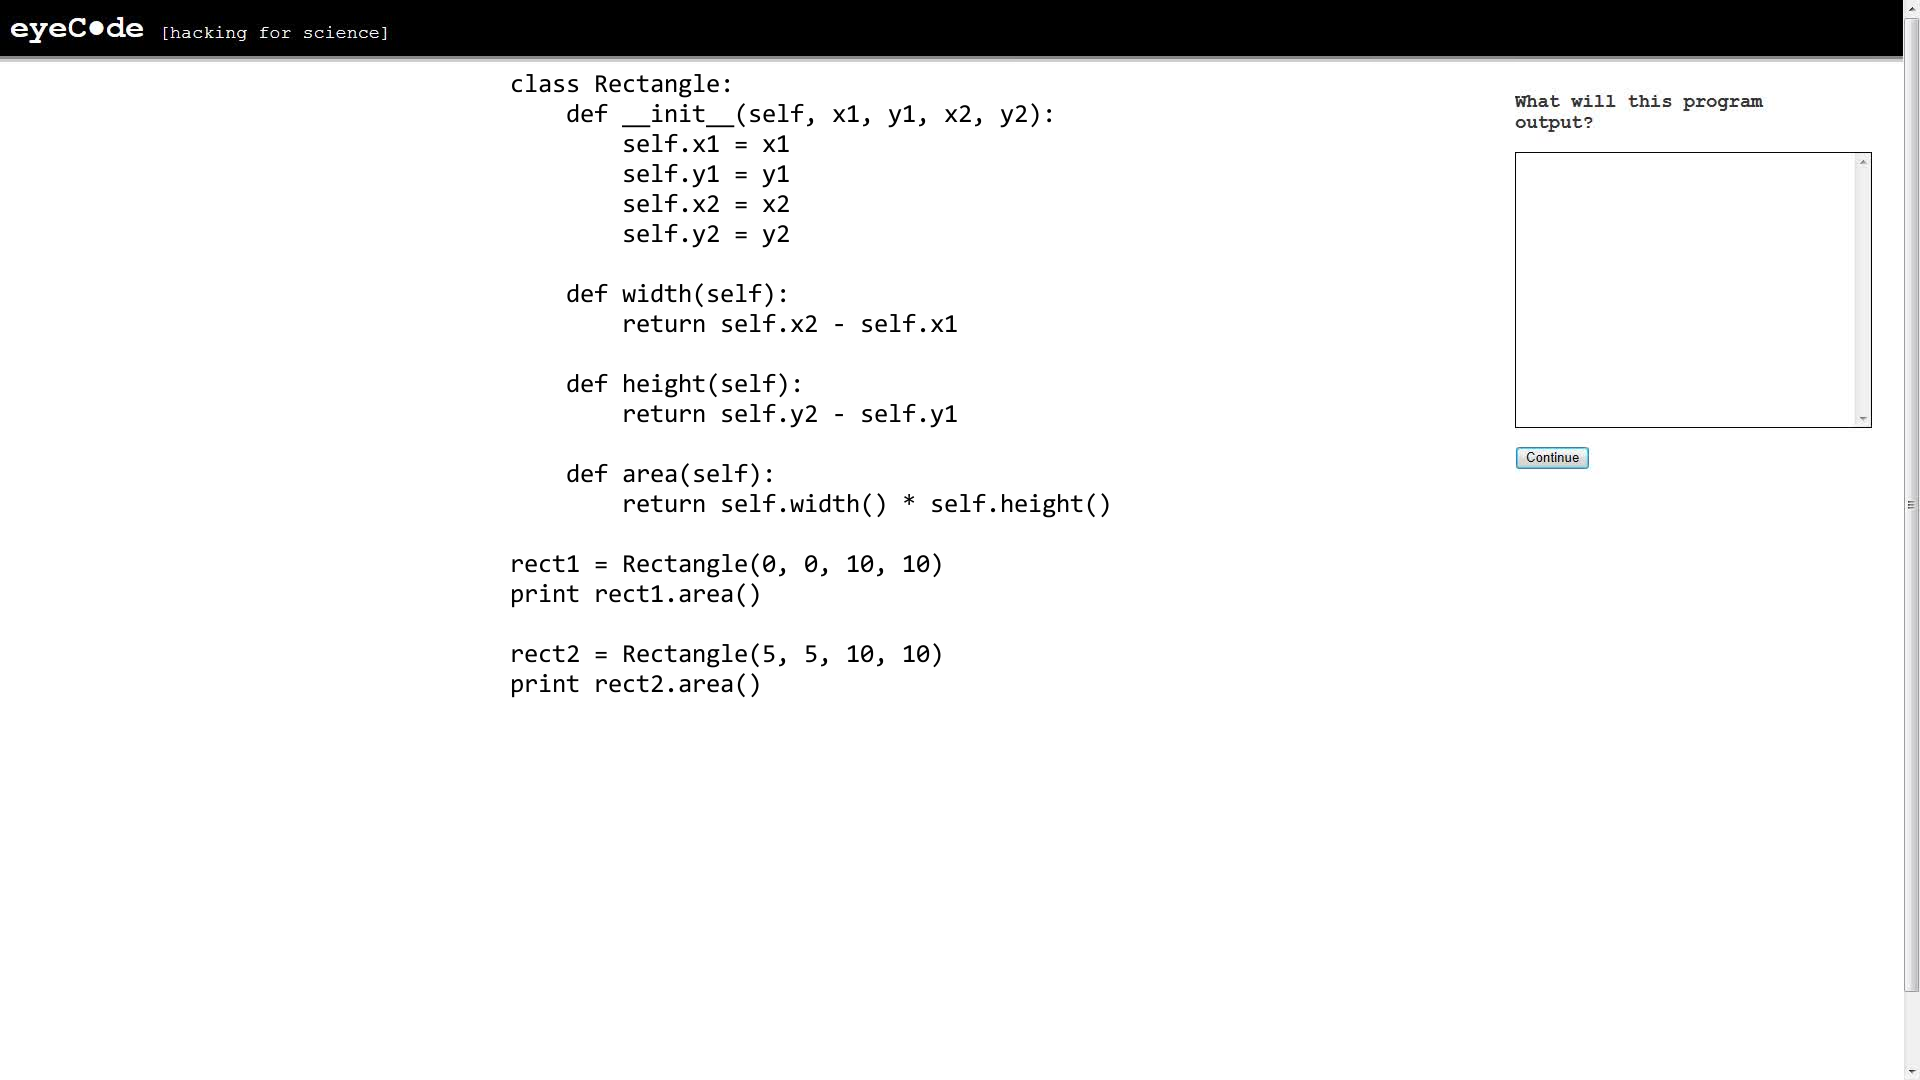 eyeC●de [hacking for science]
class Rectangle:
    def __init__(self, x1, y1, x2, y2):
        self.x1 = x1
        self.y1 = y1
        self.x2 = x2
        self.y2 = y2

    def width(self):
        return self.x2 - self.x1

    def height(self):
        return self.y2 - self.y1

    def area(self):
        return self.width() * self.height()

rect1 = Rectangle(0, 0, 10, 10)
print rect1.area()

rect2 = Rectangle(5, 5, 10, 10)
print rect2.area()
What will this program
output?
Continue